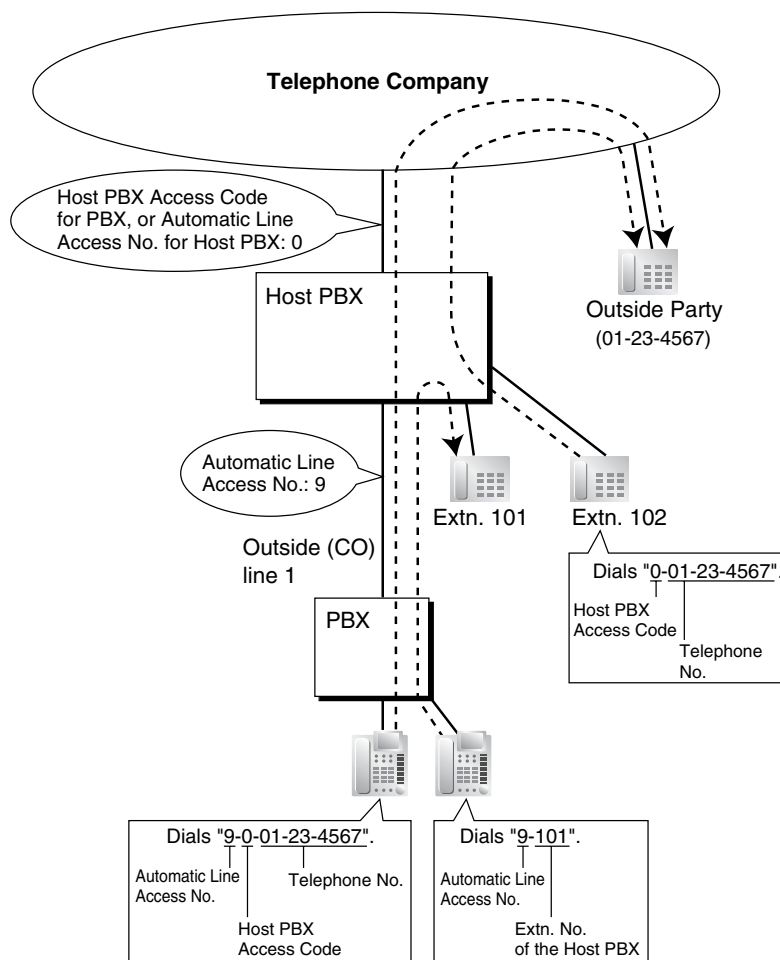 Telephone Company
Host PBX Access Code
for PBX, or Automatic Line
Access No. for Host PBX: 0
Host PBX
Outside Party
(01-23-4567)
Automatic Line
Access No.: 9
Extn. 101
Extn. 102
Outside (CO)
line 1
Dials "0-01-23-4567".
Host PBX
Access Code
Telephone
No.
PBX
Dials "9-0-01-23-4567".
Automatic Line
Access No.
Telephone No.
Host PBX
Access Code
Dials "9-101".
Automatic Line
Access No.
Extn. No.
of the Host PBX